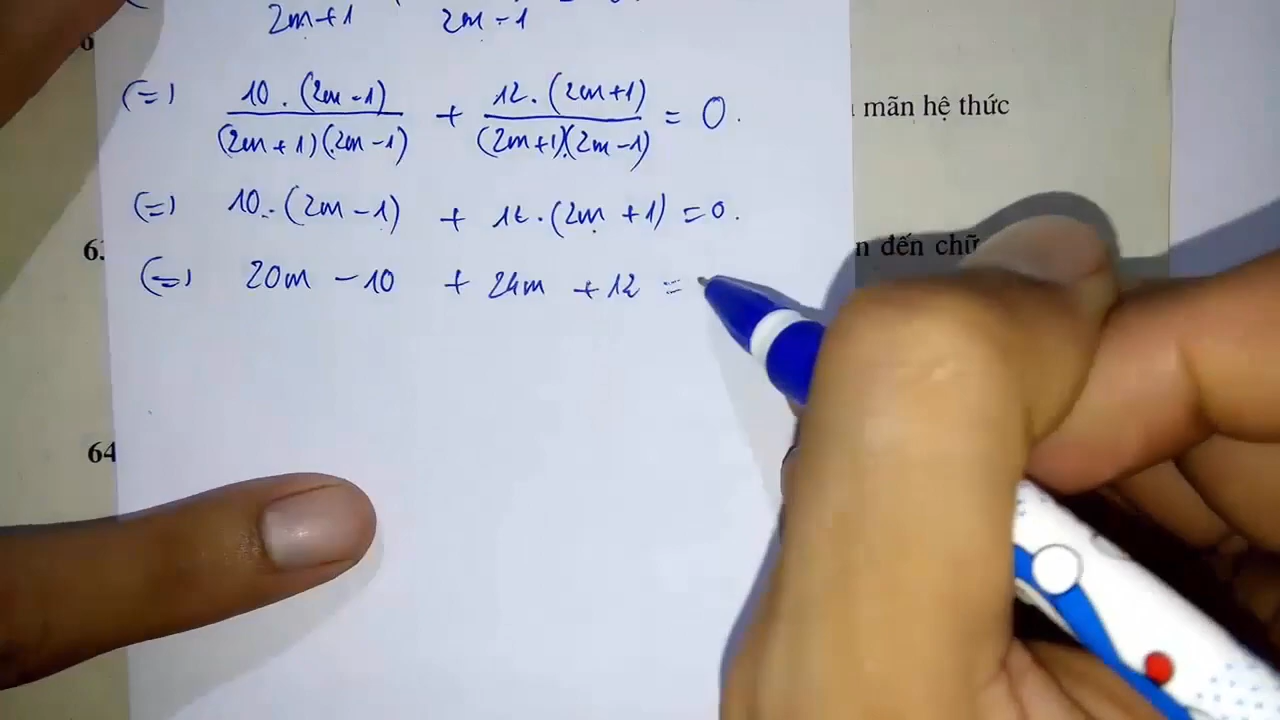 2m+1 2m-1
6
(=) 10.(2m-1)/(2m+1)(2m-1) + 12.(2m+1)/(2m+1)(2m-1) = 0.
mãn hệ thức
(=) 10.(2m-1) + 12.(2m+1) = 0.
63
đến chữ
(=) 20m - 10 + 24m + 12 =
64